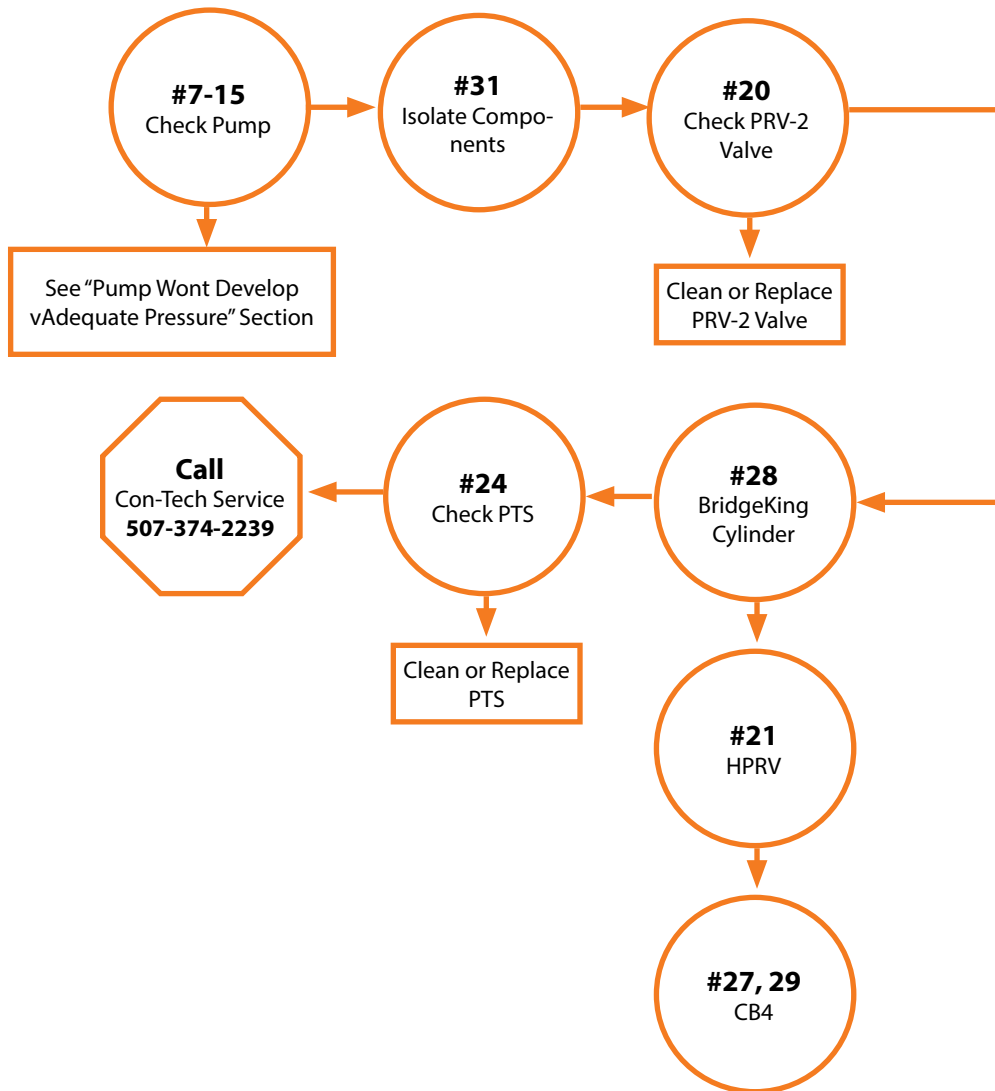 #7-15
Check Pump
#31
Isolate Compo-
nents
#20
Check PRV-2
Valve
See “Pump Wont Develop
vAdequate Pressure” Section
Clean or Replace
PRV-2 Valve
Call
Con-Tech Service
507-374-2239
#24
Check PTS
#28
BridgeKing
Cylinder
Clean or Replace
PTS
#21
HPRV
#27, 29
CB4